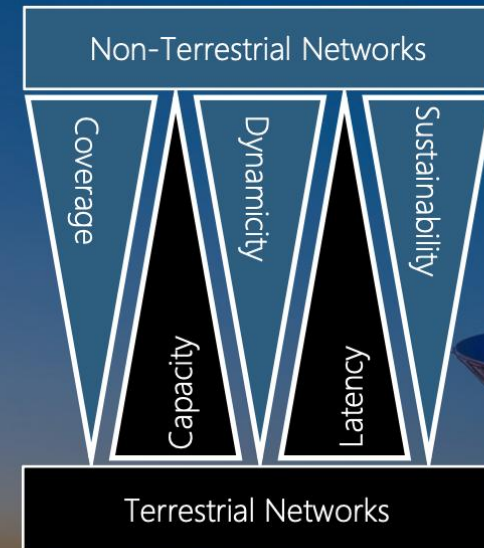 Non-Terrestrial Networks
Coverage
Capacity
Dynamicity
Latency
Sustainability
Terrestrial Networks